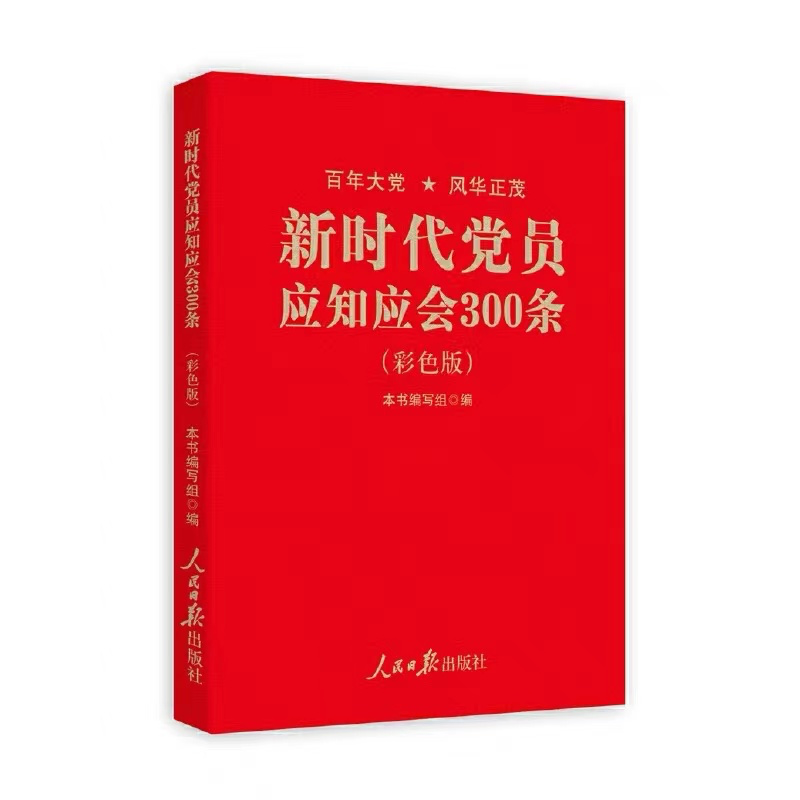 百年大党 ★ 风华正茂
新时代党员
应知应会300条
（彩色版）
本书编写组◎编
人民日报出版社
新时代党员应知应会300条
（彩色版）
本书编写组◎编
人民日报出版社